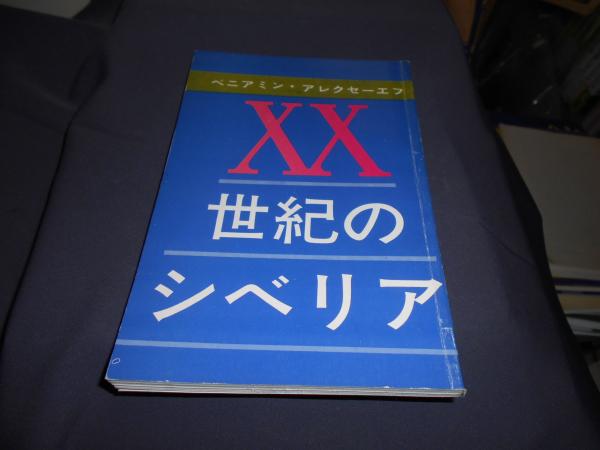 ベニアミン・アレクセーエフ
XX
世紀の
シベリア